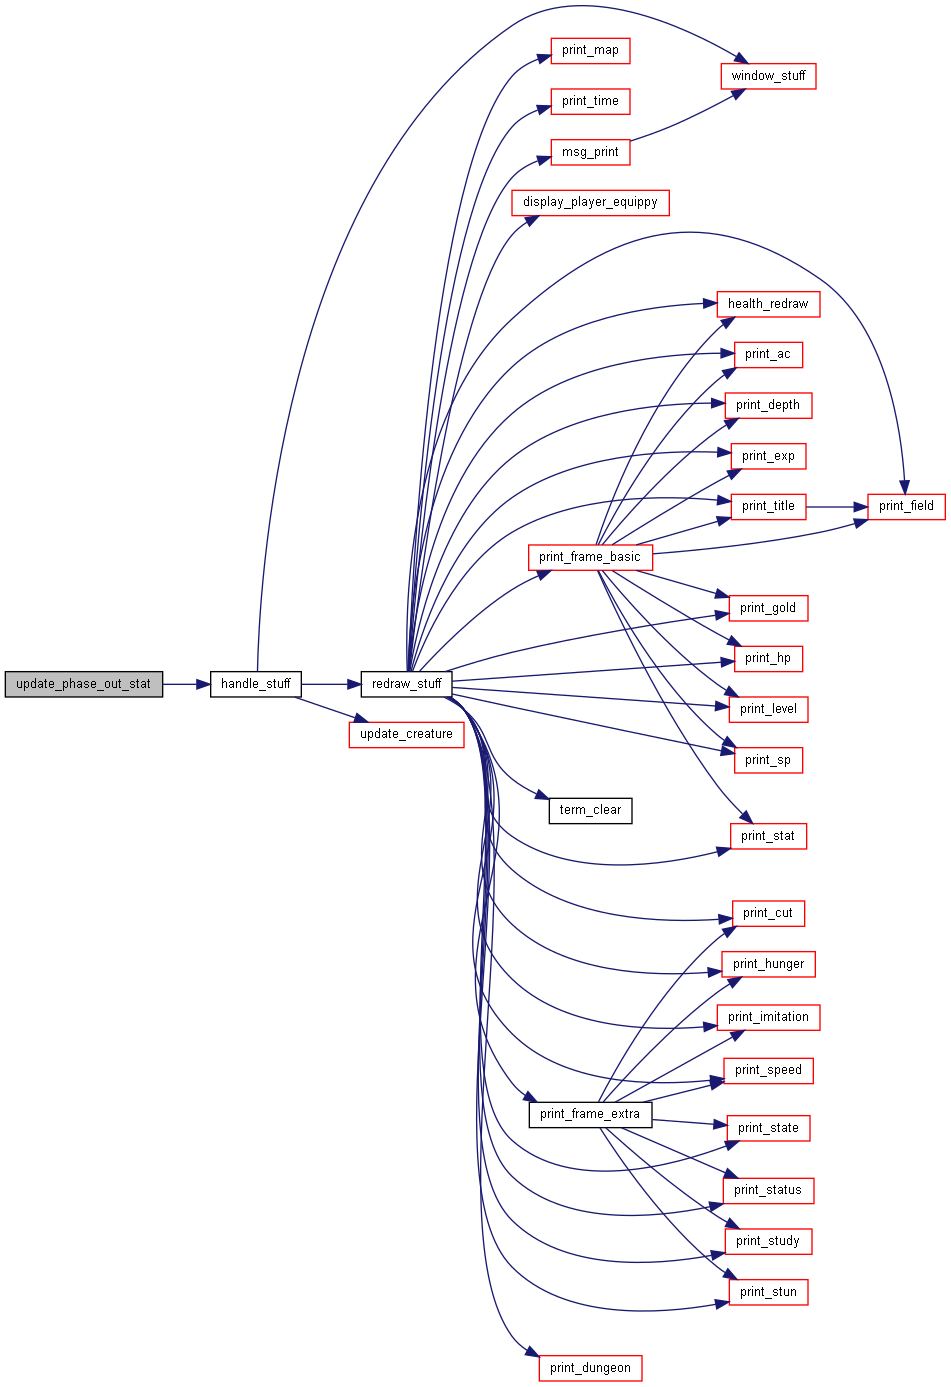 print_map
window_stuff
print_time
msg_print
display_player_equippy
health_redraw
print_ac
print_depth
print_exp
print_title
print_field
print_frame_basic
print_gold
print_hp
update_phase_out_stat
handle_stuff
redraw_stuff
print_level
update_creature
print_sp
term_clear
print_stat
print_cut
print_hunger
print_imitation
print_speed
print_frame_extra
print_state
print_status
print_study
print_stun
print_dungeon